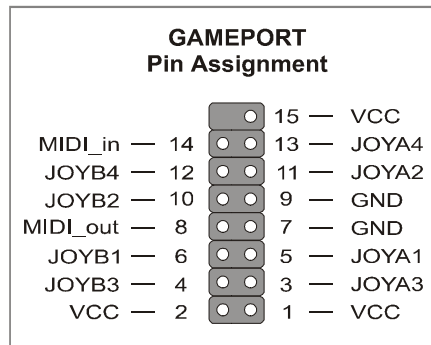 GAMEPORT
Pin Assignment
15 — VCC
MIDI_in — 14 13 — JOYA4
JOYB4 — 12 11 — JOYA2
JOYB2 — 10 9 — GND
MIDI_out — 8 7 — GND
JOYB1 — 6 5 — JOYA1
JOYB3 — 4 3 — JOYA3
VCC — 2 1 — VCC